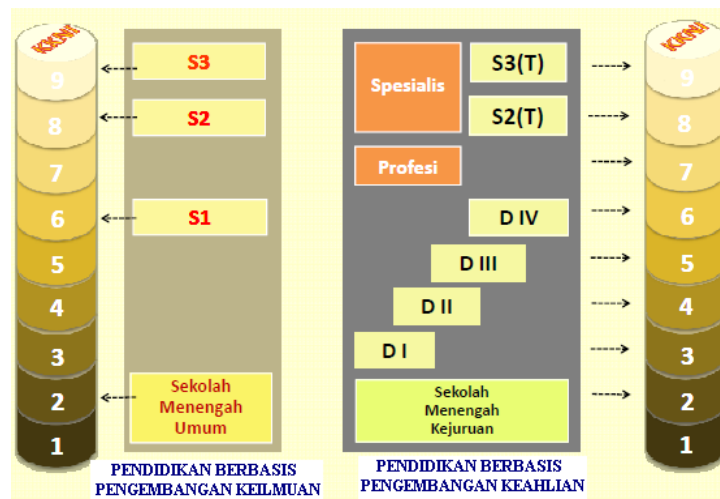 KKNI
9
8
7
6
5
4
3
2
1
S3
S2
S1
Sekolah
Menengah
Umum
PENDIDIKAN BERBASIS
PENGEMBANGAN KEILMUAN
Spesialis
S3(T)
S2(T)
Profesi
D IV
D III
D II
D I
Sekolah
Menengah
Kejuruan
PENDIDIKAN BERBASIS
PENGEMBANGAN KEAHLIAN
KKNI
9
8
7
6
5
4
3
2
1